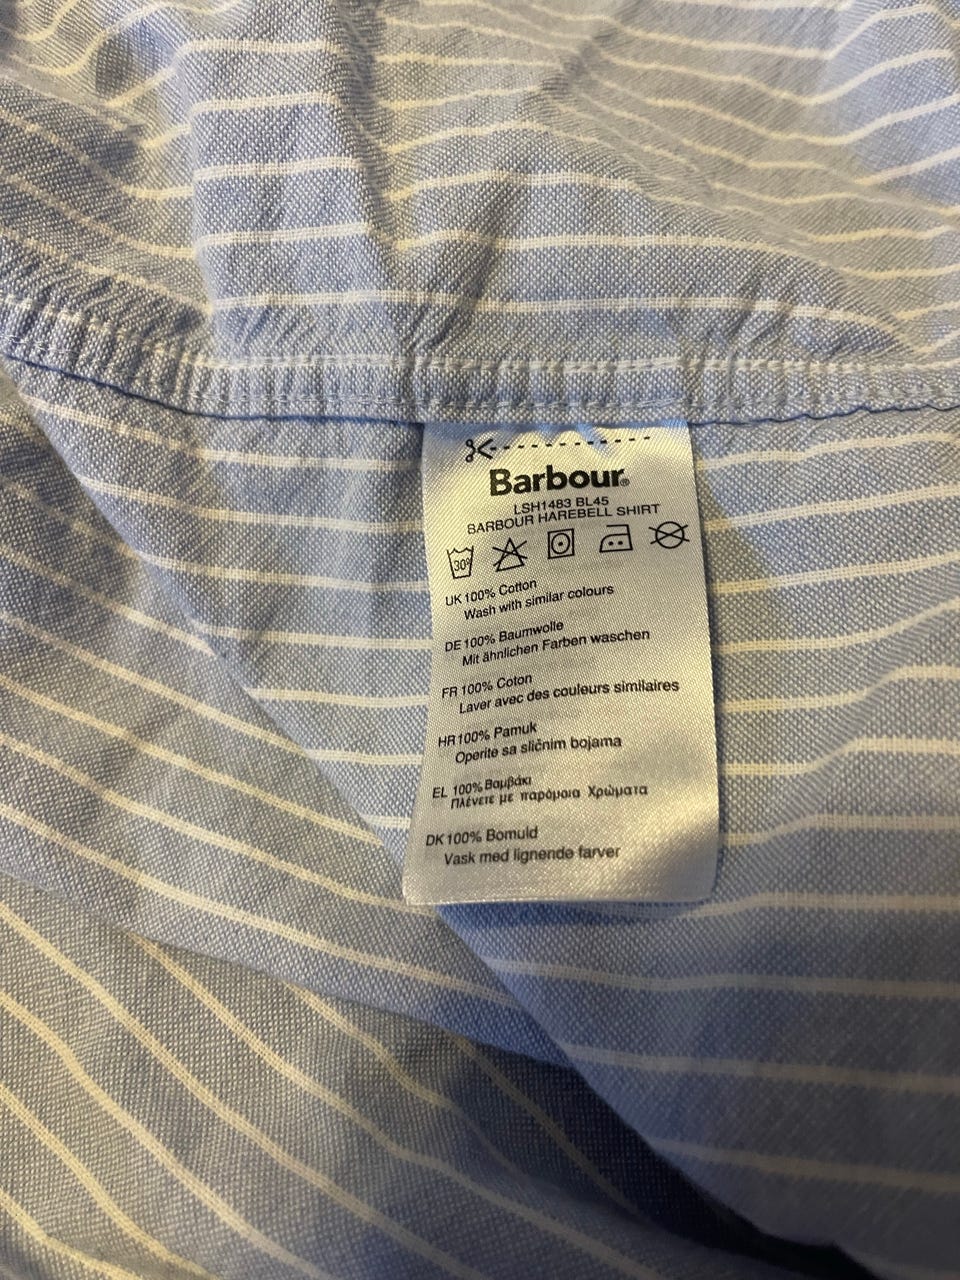 Barbour®
LSH1483 BL45
BARBOUR HAREBELL SHIRT
30°
UK 100% Cotton
Wash with similar colours
DE 100% Baumwolle
Mit ähnlichen Farben waschen
FR 100% Coton
Laver avec des couleurs similaires
HR 100% Pamuk
Operite sa sličnim bojama
EL 100% Βαμβάκι
Πλένετε με παρόμοια Χρώματα
DK 100% Bomuld
Vask med lignende farver